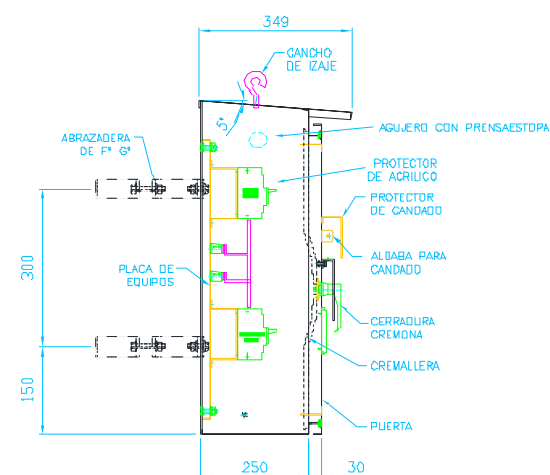 349
GANCHO
DE IZAJE
5°
AGUJERO CON PRENSAESTOPA
ABRAZADERA
DE Fº Gº
PROTECTOR
DE ACRILICO
PROTECTOR
DE CANDADO
300
PLACA DE
EQUIPOS
ALDABA PARA
CANDADO
CERRADURA
CREMONA
CREMALLERA
150
PUERTA
250
30